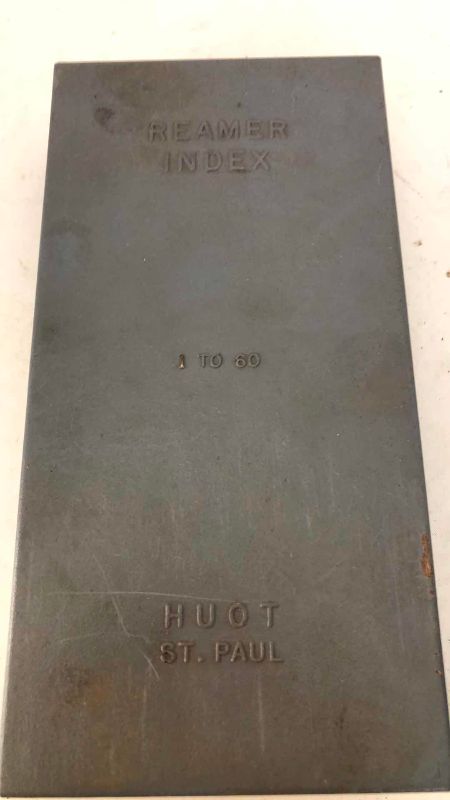 REAMER
INDEX
1 TO 60
HUOT
ST. PAUL